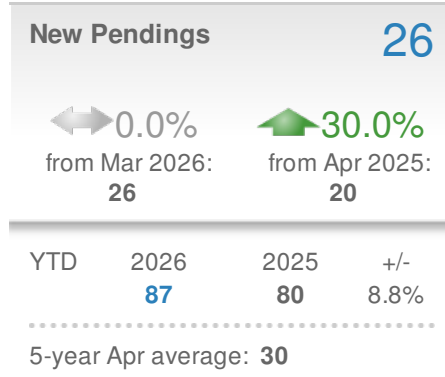 New Pendings 26
0.0% 30.0%
from Mar 2026: from Apr 2025:
26 20
YTD 2026 2025 +/-
87 80 8.8%
5-year Apr average: 30